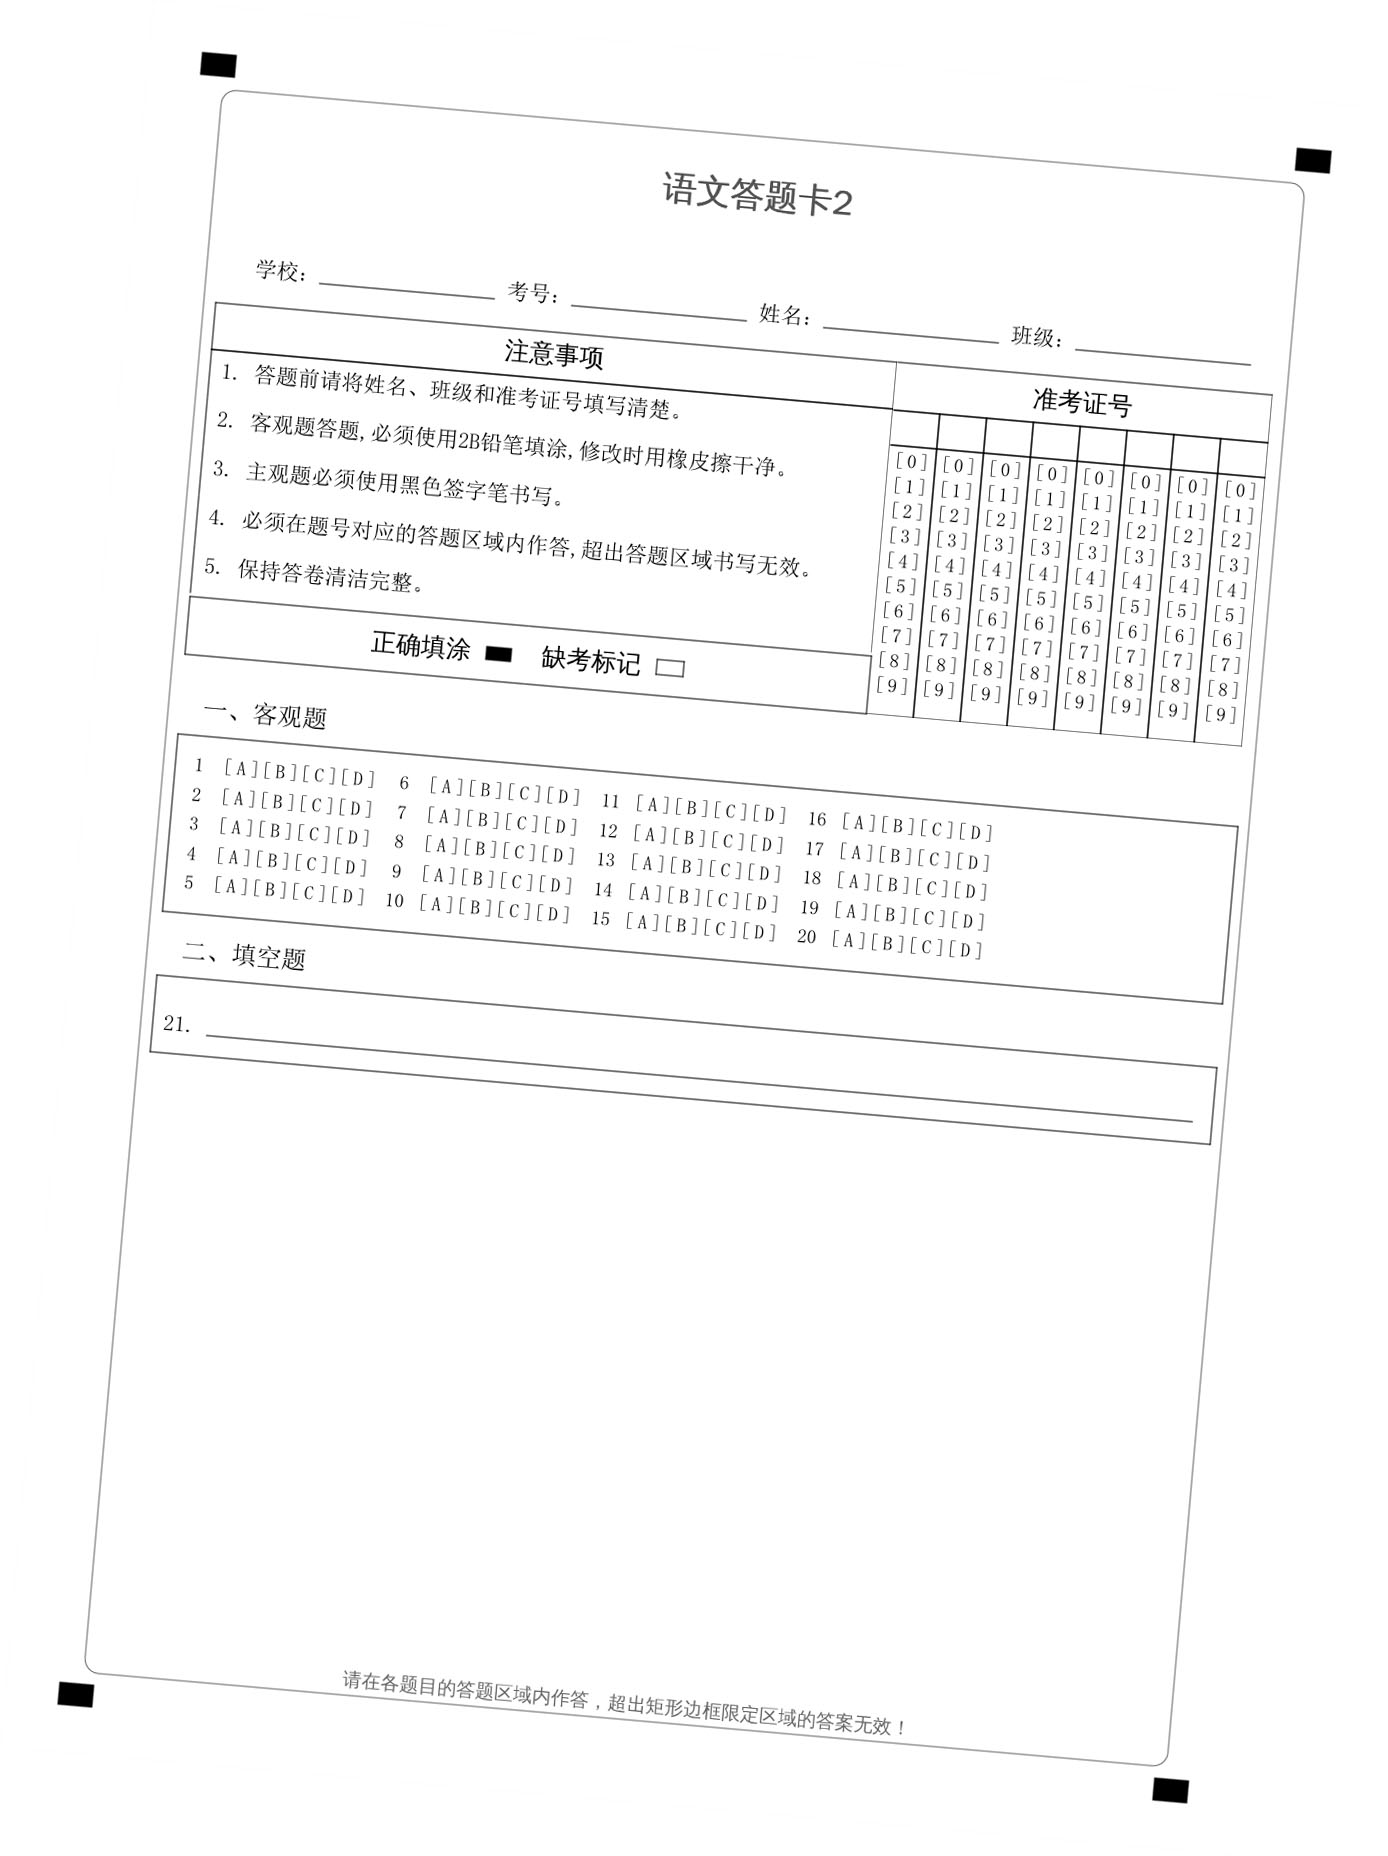 语文答题卡2
学校: 考号: 姓名: 班级:
注意事项
1. 答题前请将姓名、班级和准考证号填写清楚。
2. 客观题答题,必须使用2B铅笔填涂,修改时用橡皮擦干净。
3. 主观题必须使用黑色签字笔书写。
4. 必须在题号对应的答题区域内作答,超出答题区域书写无效。
5. 保持答卷清洁完整。
正确填涂 缺考标记
准考证号
[0] [0] [0] [0] [0] [0] [0] [0]
[1] [1] [1] [1] [1] [1] [1] [1]
[2] [2] [2] [2] [2] [2] [2] [2]
[3] [3] [3] [3] [3] [3] [3] [3]
[4] [4] [4] [4] [4] [4] [4] [4]
[5] [5] [5] [5] [5] [5] [5] [5]
[6] [6] [6] [6] [6] [6] [6] [6]
[7] [7] [7] [7] [7] [7] [7] [7]
[8] [8] [8] [8] [8] [8] [8] [8]
[9] [9] [9] [9] [9] [9] [9] [9]
一、客观题
1 [A][B][C][D] 6 [A][B][C][D] 11 [A][B][C][D] 16 [A][B][C][D]
2 [A][B][C][D] 7 [A][B][C][D] 12 [A][B][C][D] 17 [A][B][C][D]
3 [A][B][C][D] 8 [A][B][C][D] 13 [A][B][C][D] 18 [A][B][C][D]
4 [A][B][C][D] 9 [A][B][C][D] 14 [A][B][C][D] 19 [A][B][C][D]
5 [A][B][C][D] 10 [A][B][C][D] 15 [A][B][C][D] 20 [A][B][C][D]
二、填空题
21.
请在各题目的答题区域内作答，超出矩形边框限定区域的答案无效！